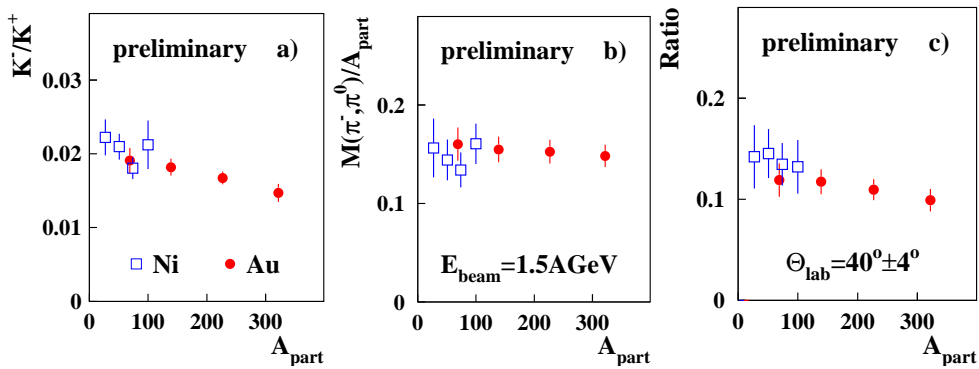 K⁻/K⁺
preliminary a)
0.03
0.02
0.01
0
Ni Au
0 100 200 300
A_part
M(π⁻,π⁰)/A_part
preliminary b)
0.2
0.1
0
E_beam=1.5AGeV
0 100 200 300
A_part
Ratio
preliminary c)
0.2
0.1
0
Θ_lab=40°±4°
0 100 200 300
A_part